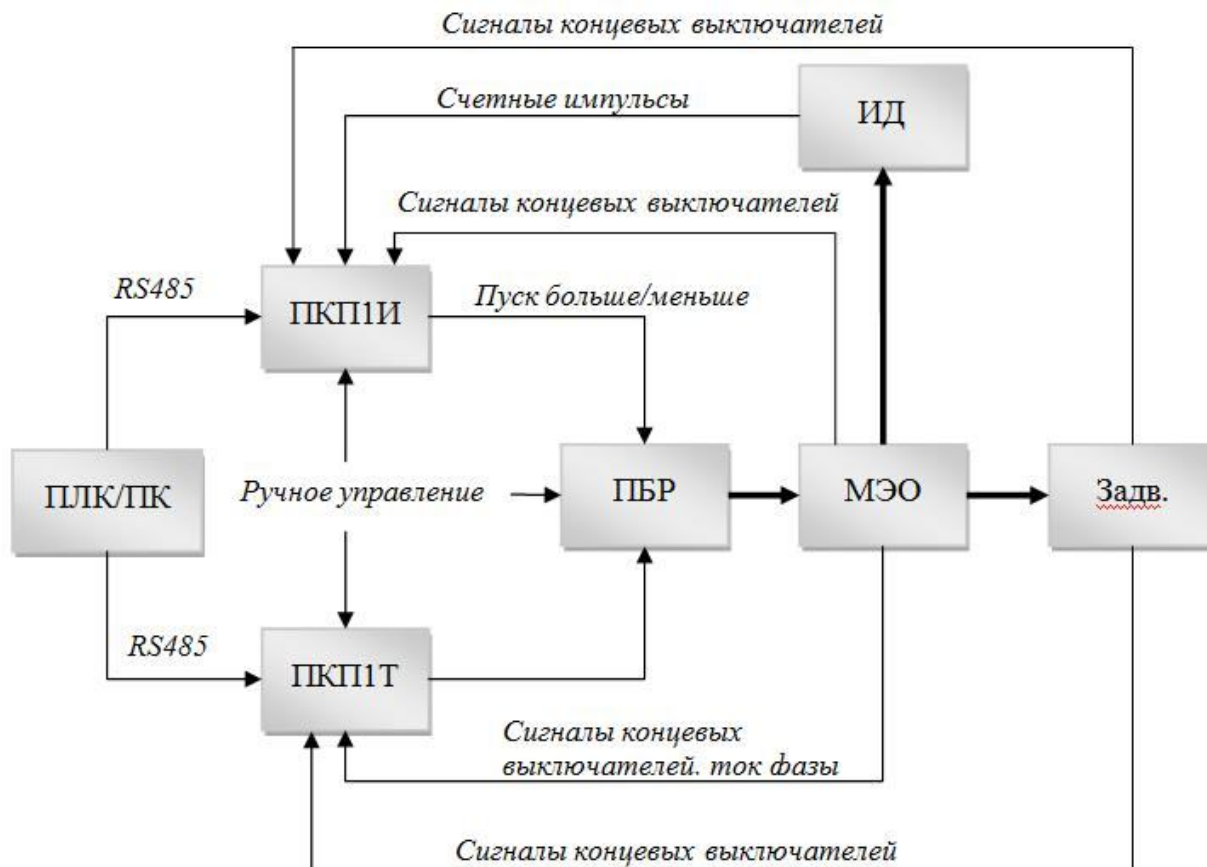 Сигналы концевых выключателей
Счетные импульсы
ИД
Сигналы концевых выключателей
RS485
ПКП1И
Пуск больше/меньше
ПЛК/ПК
Ручное управление
ПБР
МЭО
Задв.
RS485
ПКП1Т
Сигналы концевых
выключателей. ток фазы
Сигналы концевых выключателей